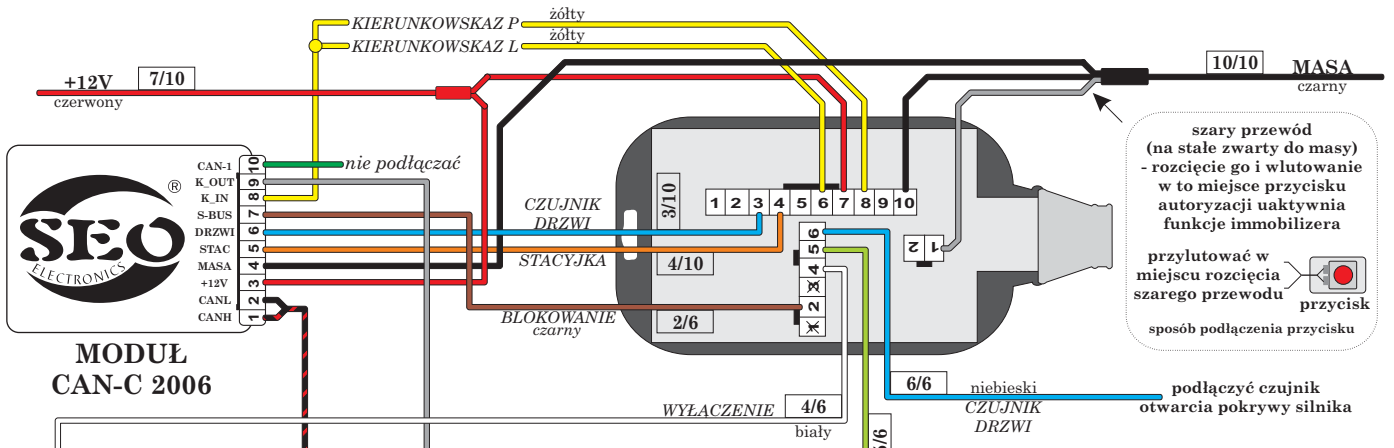 KIERUNKOWSKAZ P żółty
KIERUNKOWSKAZ L żółty
+12V 7/10
czerwony
10/10 MASA
czarny
SEO
ELECTRONICS
®
CAN-1 10 nie podłączać
K_OUT 9
K_IN 8
S-BUS 7
DRZWI 6
STAC 5
MASA 4
+12V 3
CANL 2
CANH 1
MODUŁ
CAN-C 2006
CZUJNIK
DRZWI
STACYJKA
3/10
4/10
BLOKOWANIE
czarny
2/6
1 2 3 4 5 6 7 8 9 10
6
5
4
3
2
1
2 1
szary przewód
(na stałe zwarty do masy)
- rozcięcie go i wlutowanie
w to miejsce przycisku
autoryzacji uaktywnia
funkcje immobilizera
przylutować w
miejscu rozcięcia
szarego przewodu
przycisk
sposób podłączenia przycisku
WYŁACZENIE 4/6
biały
6/6 niebieski
CZUJNIK
DRZWI
podłączyć czujnik
otwarcia pokrywy silnika